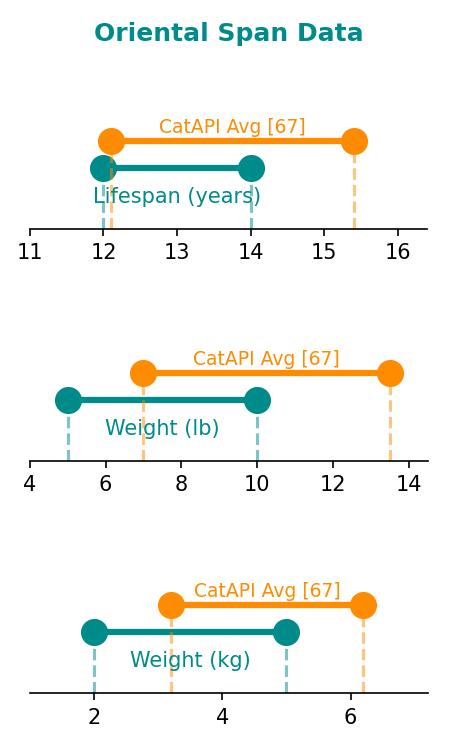 Oriental Span Data
CatAPI Avg [67]
Lifespan (years)
11 12 13 14 15 16
CatAPI Avg [67]
Weight (lb)
4 6 8 10 12 14
CatAPI Avg [67]
Weight (kg)
2 4 6